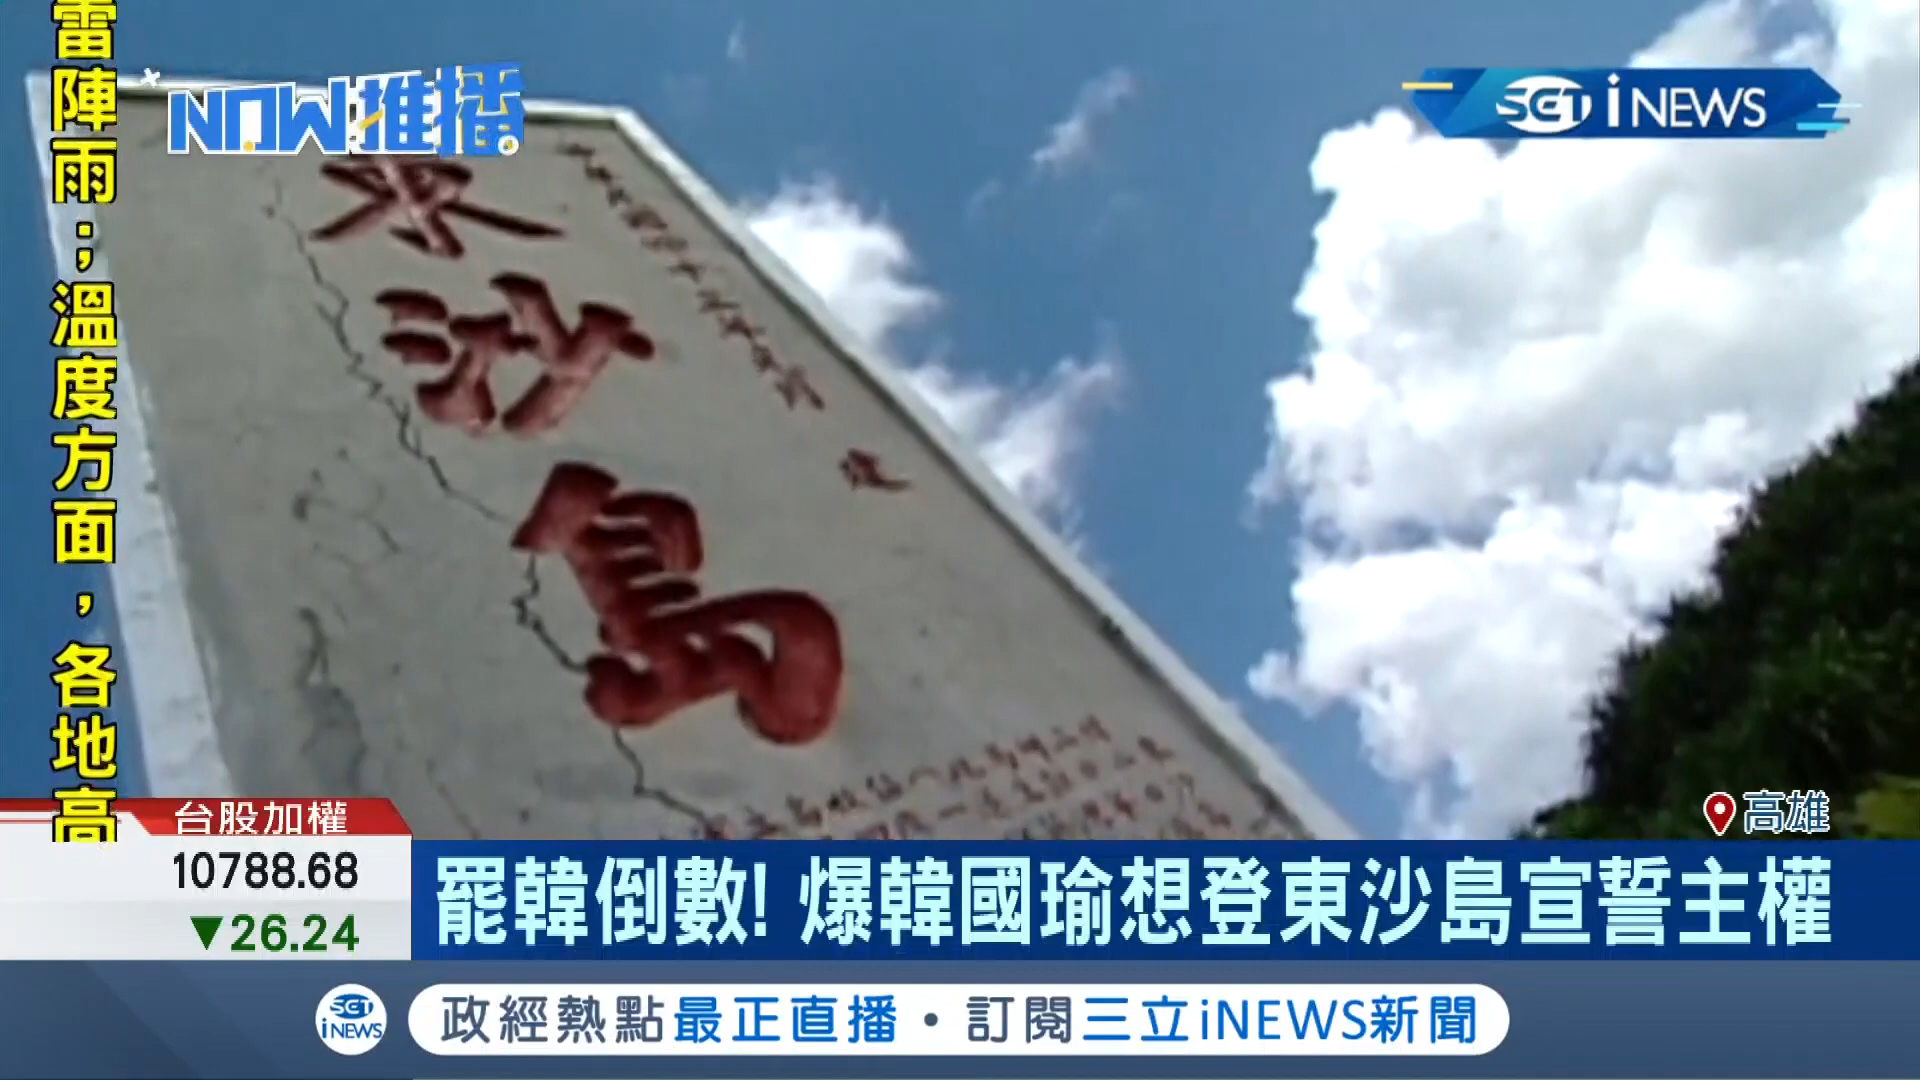 雷陣雨；溫度方面，各地高
NOW推播
SET iNEWS
東沙島
建
高雄
台股加權
10788.68
▼26.24
罷韓倒數! 爆韓國瑜想登東沙島宣誓主權
SET iNEWS
政經熱點最正直播・訂閱三立iNEWS新聞